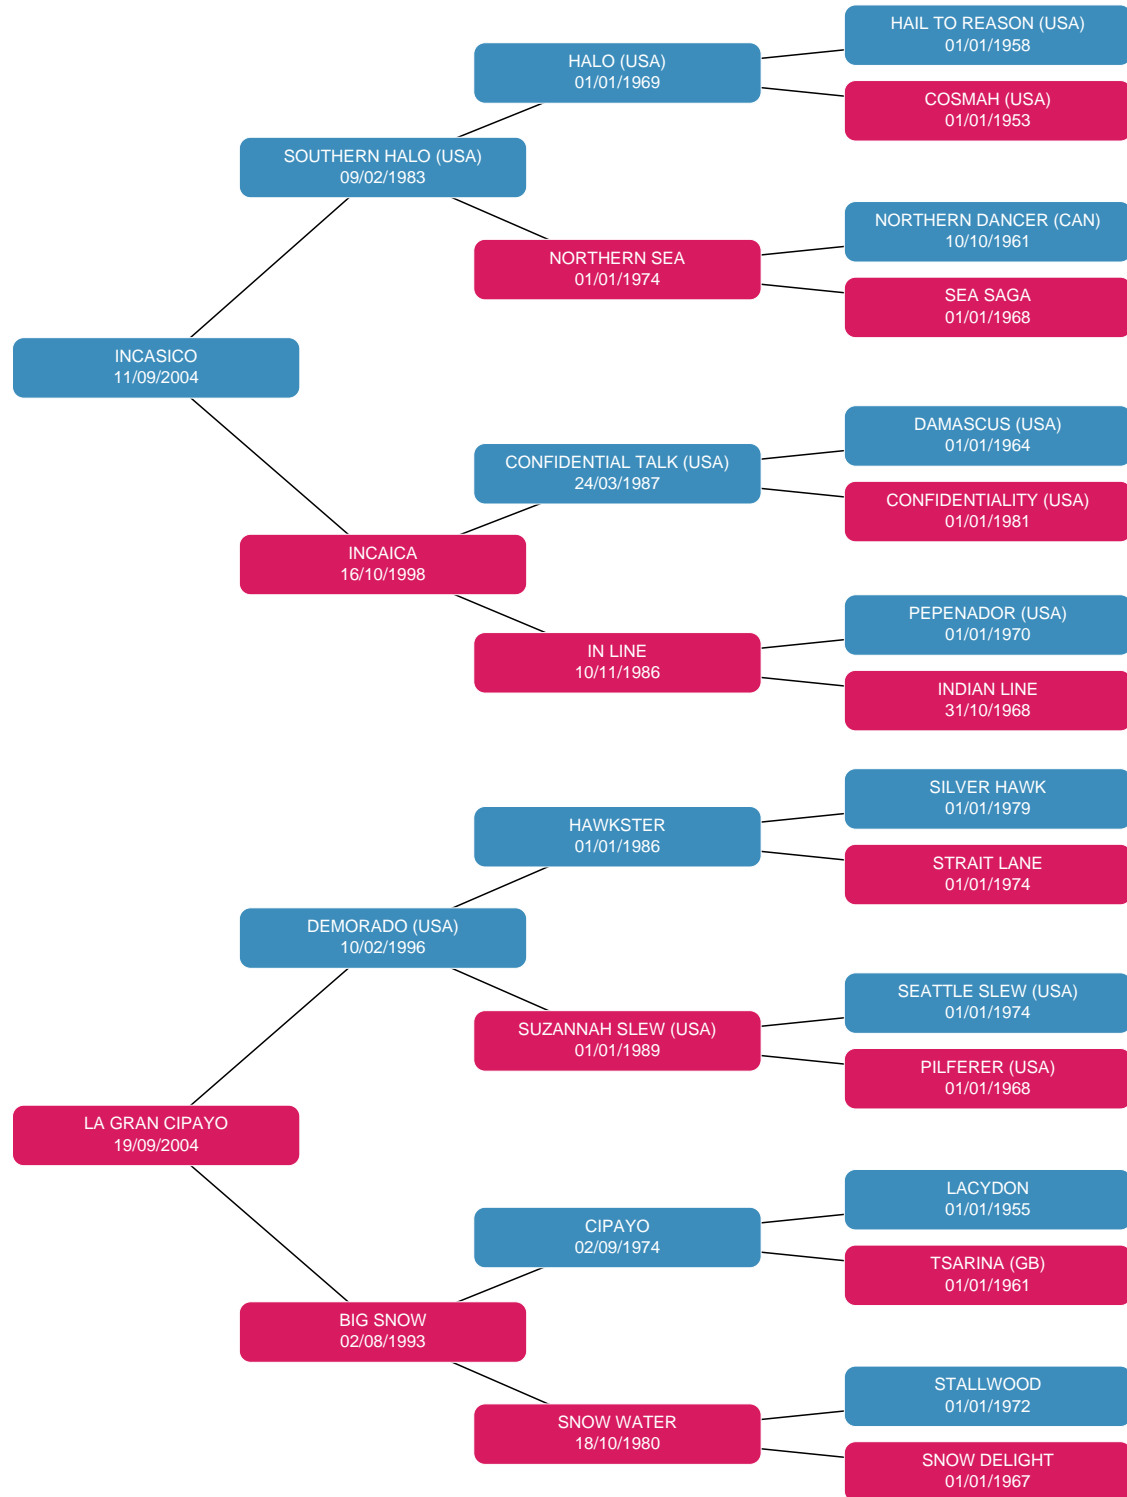 HAIL TO REASON (USA)
01/01/1958
HALO (USA)
01/01/1969
COSMAH (USA)
01/01/1953
SOUTHERN HALO (USA)
09/02/1983
NORTHERN DANCER (CAN)
10/10/1961
NORTHERN SEA
01/01/1974
SEA SAGA
01/01/1968
INCASICO
11/09/2004
DAMASCUS (USA)
01/01/1964
CONFIDENTIAL TALK (USA)
24/03/1987
CONFIDENTIALITY (USA)
01/01/1981
INCAICA
16/10/1998
PEPENADOR (USA)
01/01/1970
IN LINE
10/11/1986
INDIAN LINE
31/10/1968
SILVER HAWK
01/01/1979
HAWKSTER
01/01/1986
STRAIT LANE
01/01/1974
DEMORADO (USA)
10/02/1996
SEATTLE SLEW (USA)
01/01/1974
SUZANNAH SLEW (USA)
01/01/1989
PILFERER (USA)
01/01/1968
LA GRAN CIPAYO
19/09/2004
LACYDON
01/01/1955
CIPAYO
02/09/1974
TSARINA (GB)
01/01/1961
BIG SNOW
02/08/1993
STALLWOOD
01/01/1972
SNOW WATER
18/10/1980
SNOW DELIGHT
01/01/1967